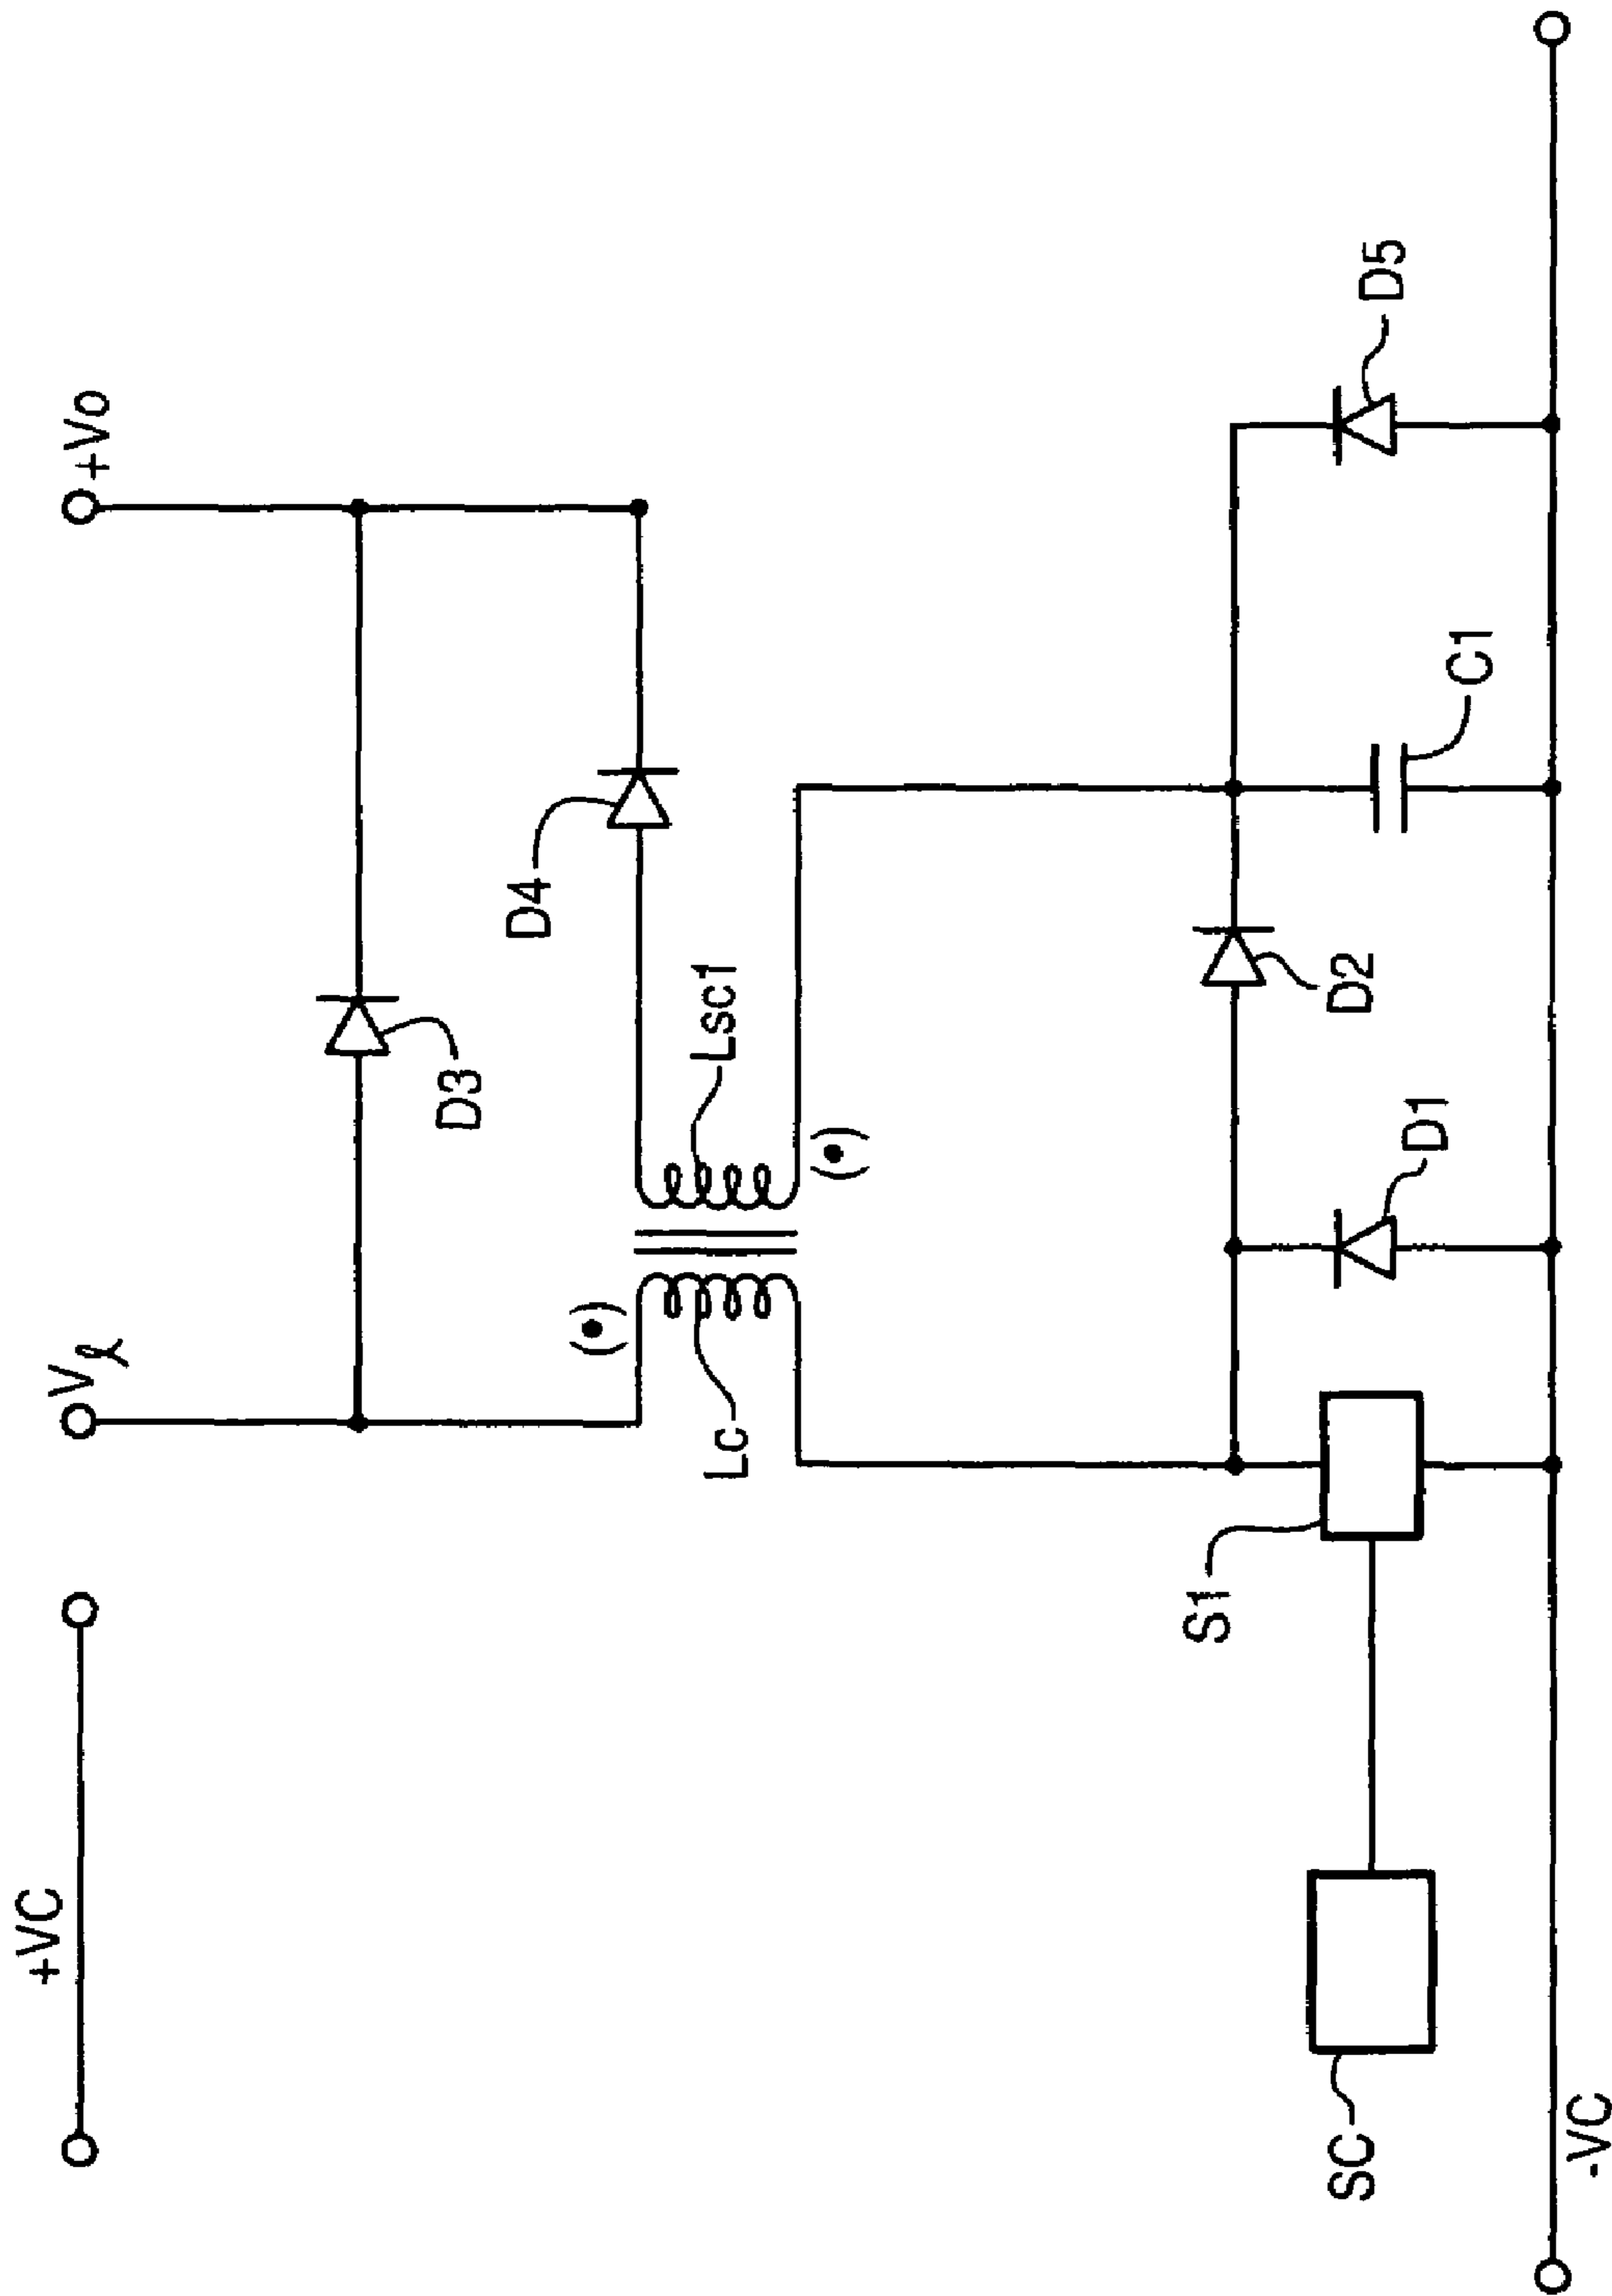 +VC
Vℓ
+Vo
D3
D4
Lc
Lsc1
(•)
(•)
S1
D2
D1
D5
C1
SC
-VC